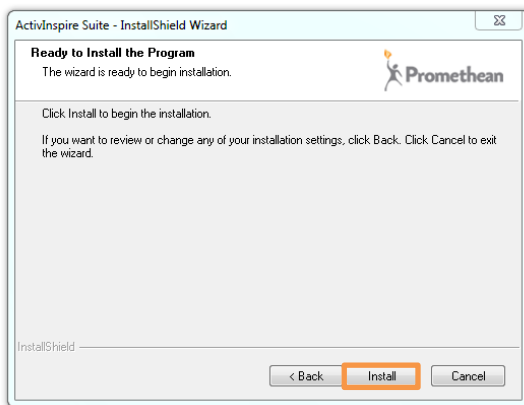 ActivInspire Suite - InstallShield Wizard
Ready to Install the Program
The wizard is ready to begin installation.
Promethean
Click Install to begin the installation.
If you want to review or change any of your installation settings, click Back. Click Cancel to exit
the wizard.
InstallShield
< Back Install Cancel